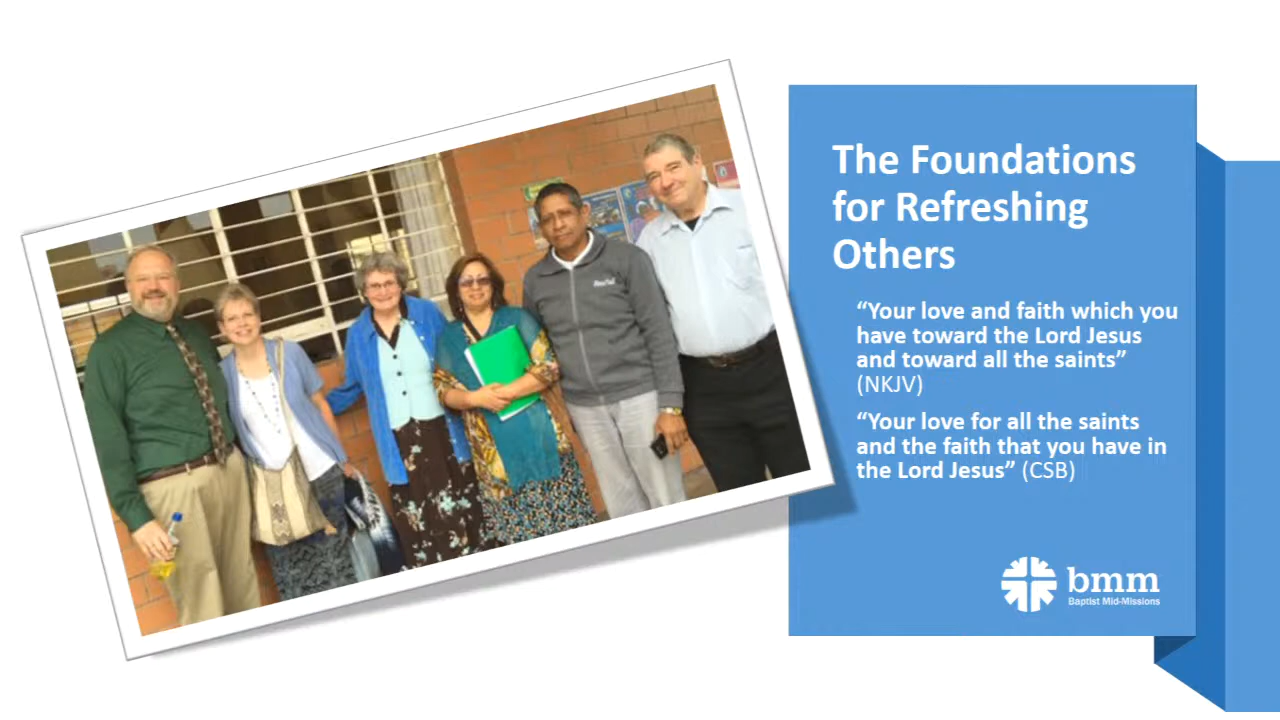 The Foundations
for Refreshing
Others
“Your love and faith which you
have toward the Lord Jesus
and toward all the saints”
(NKJV)
“Your love for all the saints
and the faith that you have in
the Lord Jesus” (CSB)
bmm
Baptist Mid-Missions